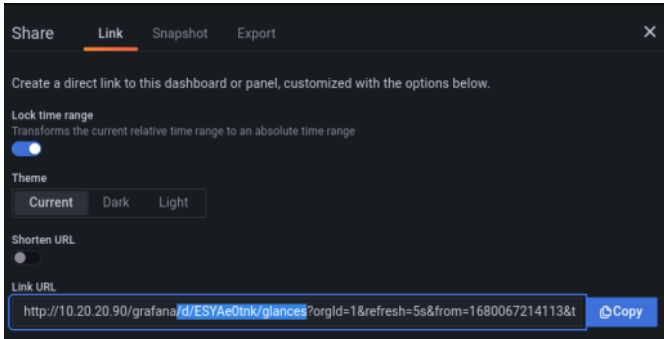 Share Link Snapshot Export
Create a direct link to this dashboard or panel, customized with the options below.
Lock time range
Transforms the current relative time range to an absolute time range
Theme
Current Dark Light
Shorten URL
Link URL
http://10.20.20.90/grafana/d/ESYAe0tnk/glances?orgId=1&refresh=5s&from=1680067214113&t Copy